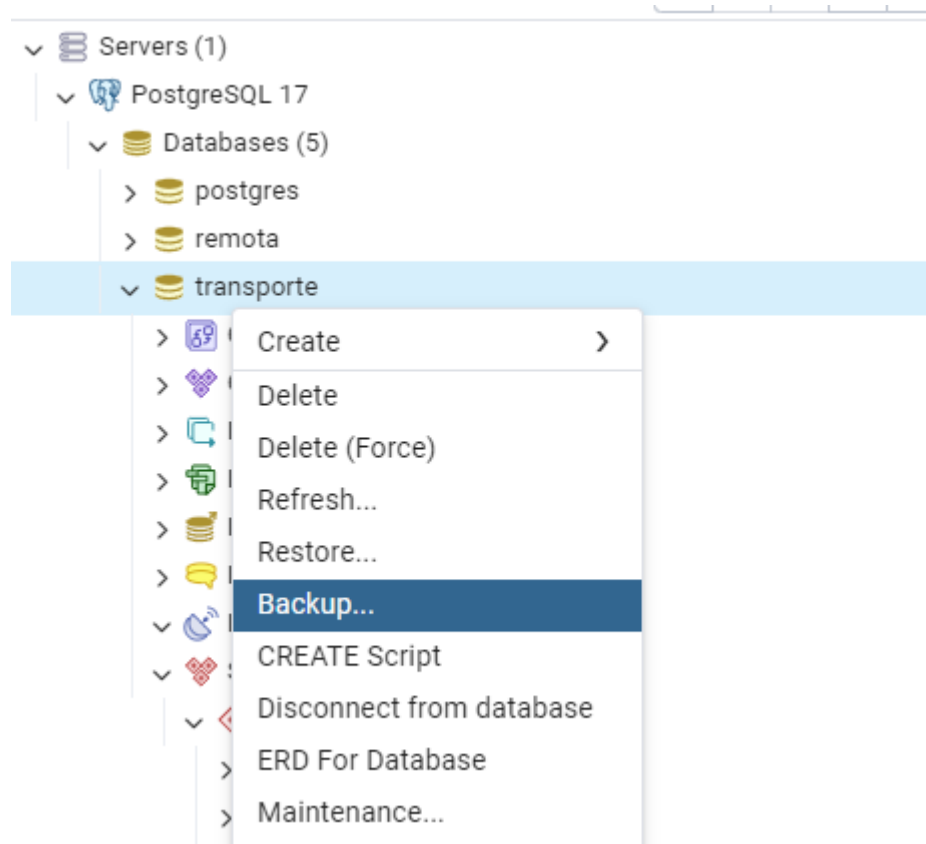 Servers (1)
PostgreSQL 17
Databases (5)
postgres
remota
transporte
Create
Delete
Delete (Force)
Refresh...
Restore...
Backup...
CREATE Script
Disconnect from database
ERD For Database
Maintenance...